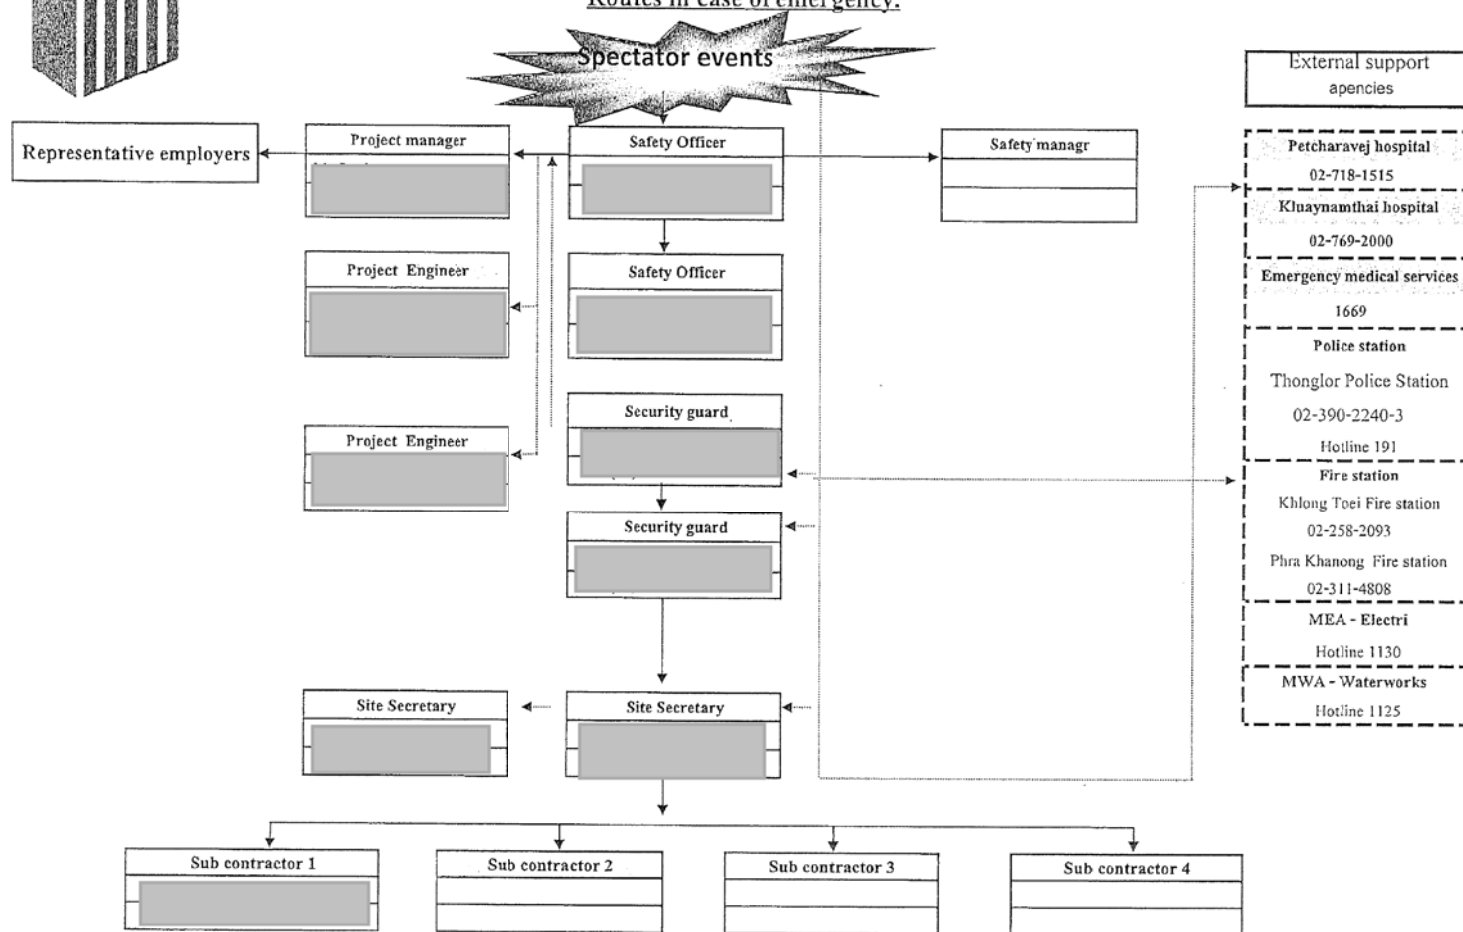 Routes in case of emergency.
Spectator events
External support
apencies
Representative employers
Project manager
Safety Officer
Safety managr
Petcharavej hospital
02-718-1515
Kluaynamthai hospital
02-769-2000
Emergency medical services
1669
Police station
Thonglor Police Station
02-390-2240-3
Hotline 191
Fire station
Khlong Toei Fire station
02-258-2093
Phra Khanong Fire station
02-311-4808
MEA - Electri
Hotline 1130
MWA - Waterworks
Hotline 1125
Project Engineer
Safety Officer
Project Engineer
Security guard
Security guard
Site Secretary
Site Secretary
Sub contractor 1
Sub contractor 2
Sub contractor 3
Sub contractor 4